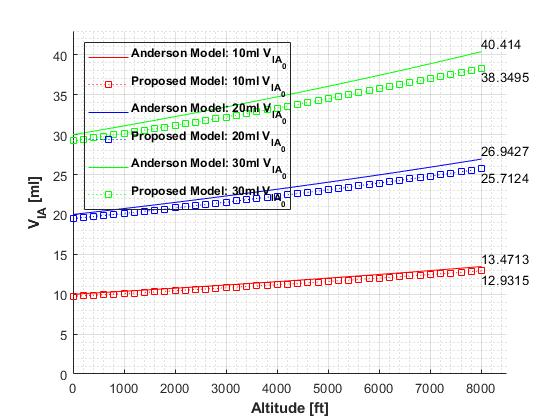 40
35
30
25
20
15
10
5
0
V_IA [ml]
Anderson Model: 10ml V_IA_0
Proposed Model: 10ml V_IA_0
Anderson Model: 20ml V_IA_0
Proposed Model: 20ml V_IA_0
Anderson Model: 30ml V_IA_0
Proposed Model: 30ml V_IA_0
40.414
38.3495
26.9427
25.7124
13.4713
12.9315
0 1000 2000 3000 4000 5000 6000 7000 8000
Altitude [ft]